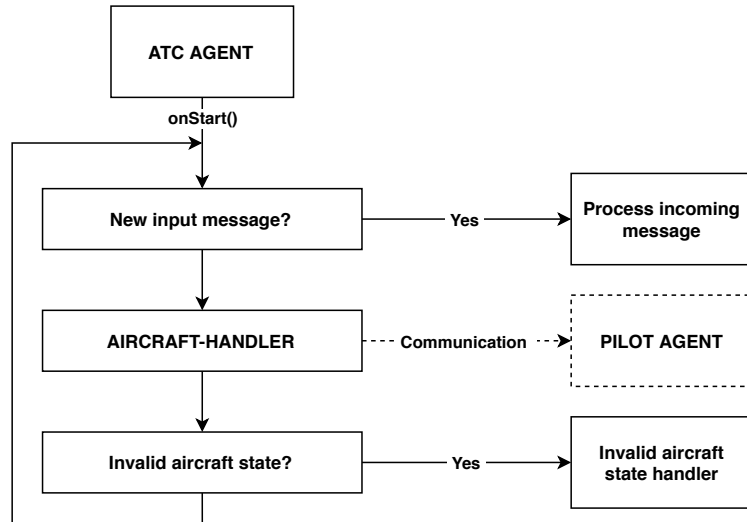 ATC AGENT
onStart()
New input message?
Yes
Process incoming
message
AIRCRAFT-HANDLER
Communication
PILOT AGENT
Invalid aircraft state?
Yes
Invalid aircraft
state handler